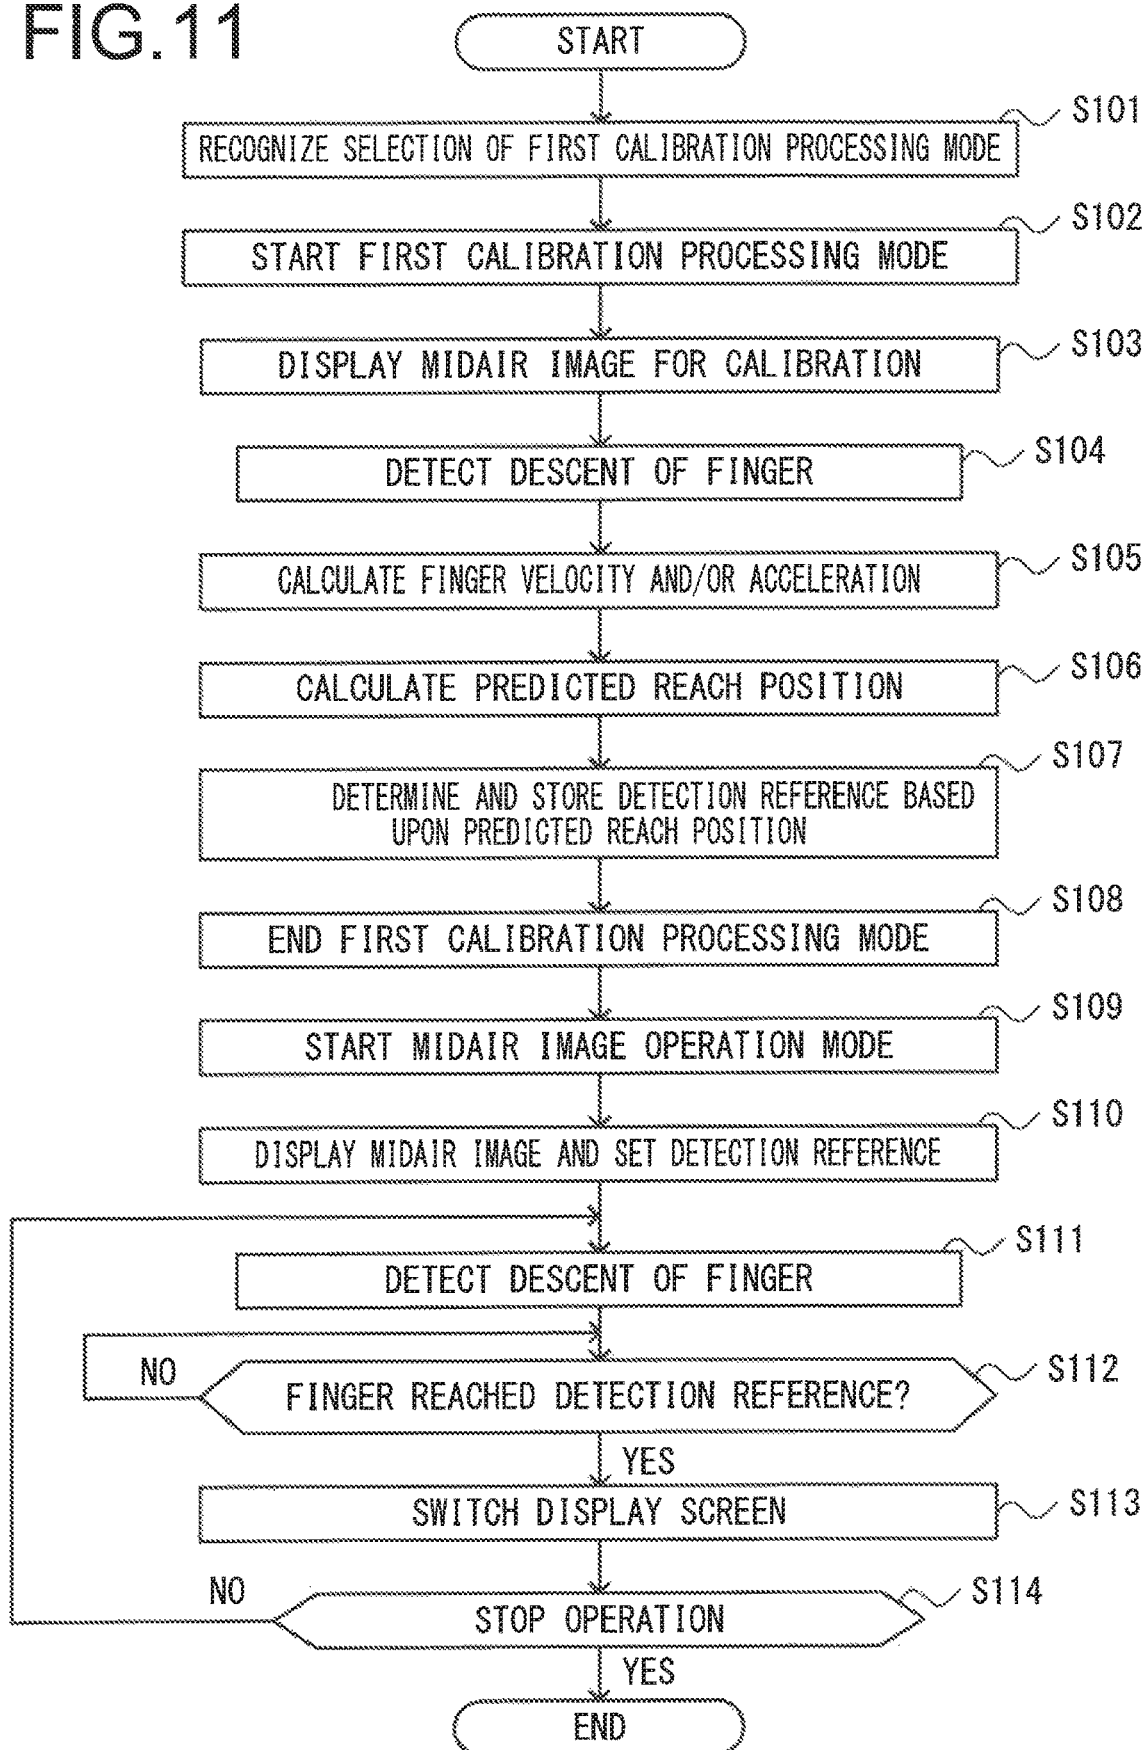 FIG.11
START
S101
RECOGNIZE SELECTION OF FIRST CALIBRATION PROCESSING MODE
S102
START FIRST CALIBRATION PROCESSING MODE
S103
DISPLAY MIDAIR IMAGE FOR CALIBRATION
S104
DETECT DESCENT OF FINGER
S105
CALCULATE FINGER VELOCITY AND/OR ACCELERATION
S106
CALCULATE PREDICTED REACH POSITION
S107
DETERMINE AND STORE DETECTION REFERENCE BASED
UPON PREDICTED REACH POSITION
S108
END FIRST CALIBRATION PROCESSING MODE
S109
START MIDAIR IMAGE OPERATION MODE
S110
DISPLAY MIDAIR IMAGE AND SET DETECTION REFERENCE
S111
DETECT DESCENT OF FINGER
S112
NO
FINGER REACHED DETECTION REFERENCE?
YES
S113
SWITCH DISPLAY SCREEN
NO
S114
STOP OPERATION
YES
END